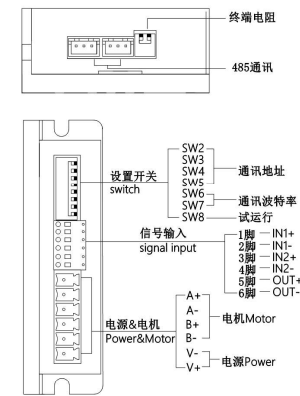 终端电阻
485通讯
设置开关
switch
SW2
SW3
SW4
SW5
SW6
SW7
SW8
通讯地址
通讯波特率
试运行
信号输入
signal input
1脚 IN1+
2脚 IN1-
3脚 IN2+
4脚 IN2-
5脚 OUT+
6脚 OUT-
电源&电机
Power&Motor
A+
A-
B+
B-
V-
V+
电机Motor
电源Power